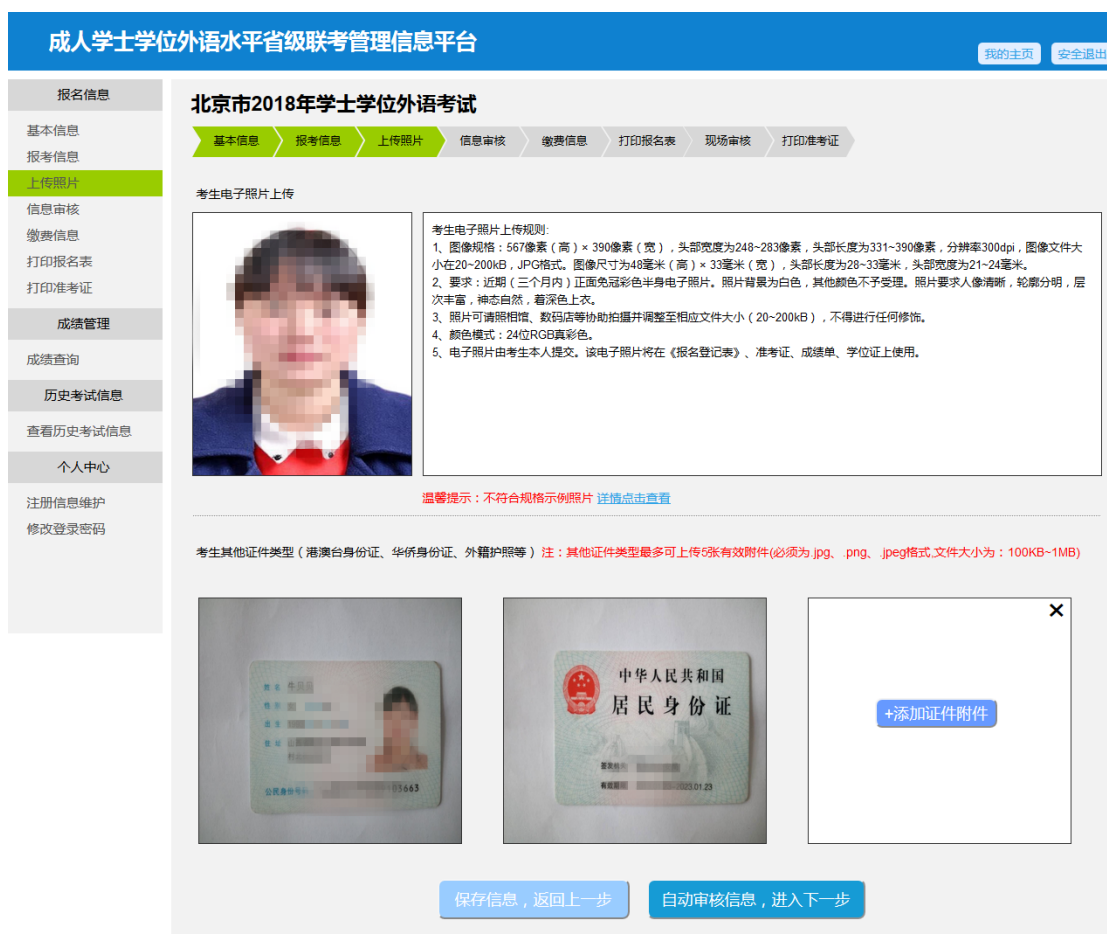 成人学士学位外语水平省级联考管理信息平台
我的主页 安全退出
报名信息
基本信息
报考信息
上传照片
信息审核
缴费信息
打印报名表
打印准考证
成绩管理
成绩查询
历史考试信息
查看历史考试信息
个人中心
注册信息维护
修改登录密码
北京市2018年学士学位外语考试
基本信息 报考信息 上传照片 信息审核 缴费信息 打印报名表 现场审核 打印准考证
考生电子照片上传
考生电子照片上传规则:
1、图像规格：567像素（高）× 390像素（宽），头部宽度为248~283像素，头部长度为331~390像素，分辨率300dpi，图像文件大
小在20~200kB，JPG格式。图像尺寸为48毫米（高）× 33毫米（宽），头部长度为28~33毫米，头部宽度为21~24毫米。
2、要求：近期（三个月内）正面免冠彩色半身电子照片。照片背景为白色，其他颜色不予受理。照片要求人像清晰，轮廓分明，层
次丰富，神态自然，着深色上衣。
3、照片可请照相馆、数码店等协助拍摄并调整至相应文件大小（20~200kB），不得进行任何修饰。
4、颜色模式：24位RGB真彩色。
5、电子照片由考生本人提交。该电子照片将在《报名登记表》、准考证、成绩单、学位证上使用。
温馨提示：不符合规格示例照片 详情点击查看
考生其他证件类型（港澳台身份证、华侨身份证、外籍护照等）注：其他证件类型最多可上传5张有效附件(必须为.jpg、.png、.jpeg格式,文件大小为：100KB~1MB)
姓 名
公民身份号码 03663
中华人民共和国
居民身份证
签发机关
有效期限 2023.01.23
+添加证件附件
保存信息，返回上一步 自动审核信息，进入下一步